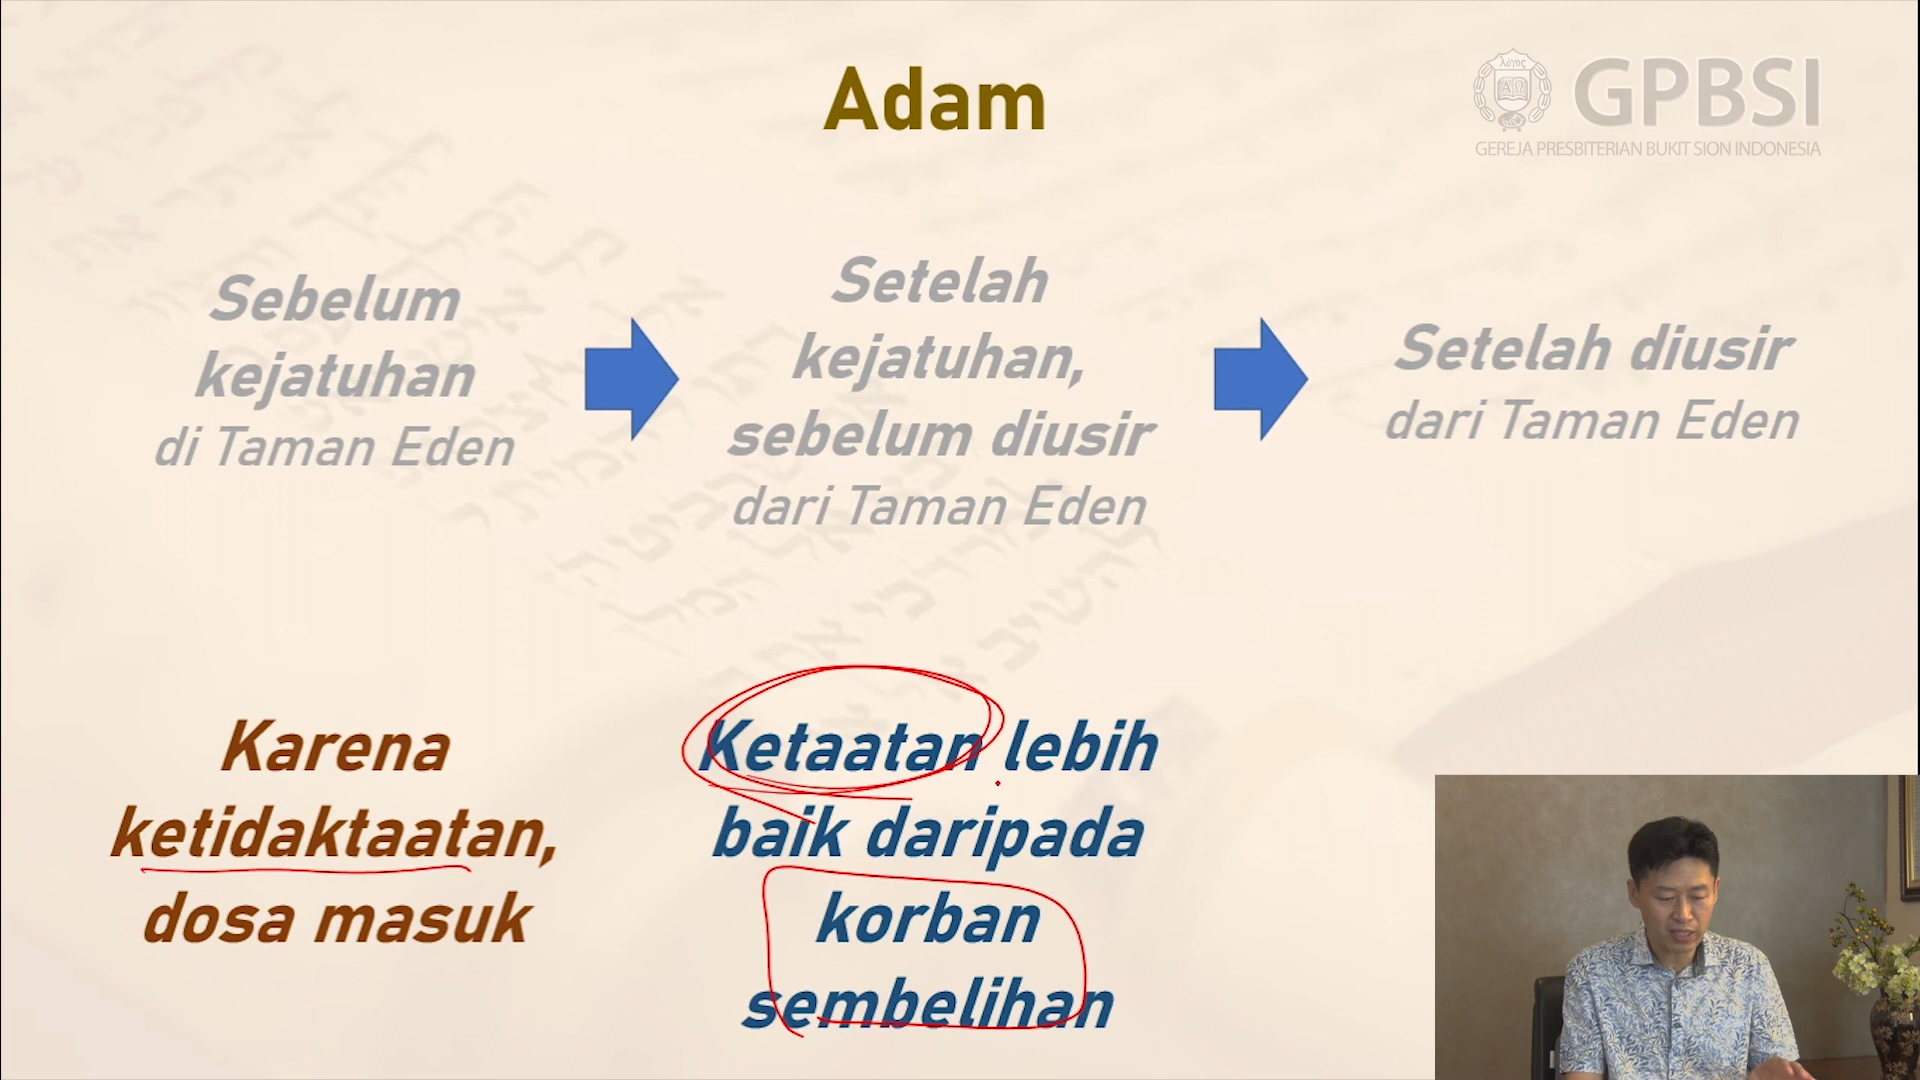 Adam
λόγος
GPBSI
GEREJA PRESBITERIAN BUKIT SION INDONESIA
Sebelum
kejatuhan
di Taman Eden
Setelah
kejatuhan,
sebelum diusir
dari Taman Eden
Setelah diusir
dari Taman Eden
Karena
ketidaktaatan,
dosa masuk
Ketaatan lebih
baik daripada
korban
sembelihan